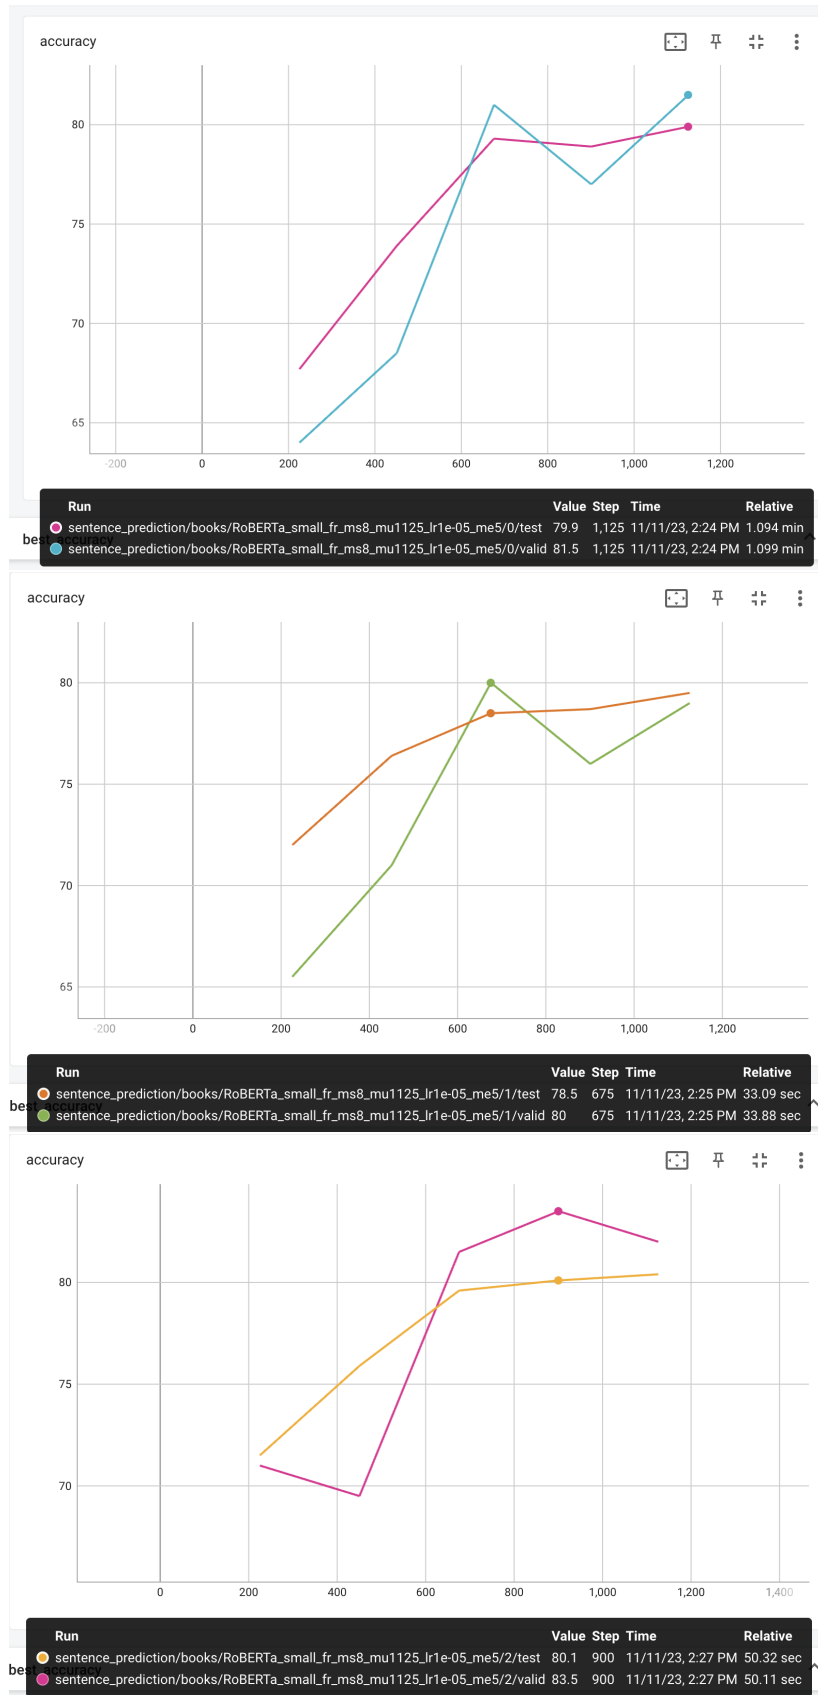 accuracy
80
75
70
65
-200 0 200 400 600 800 1,000 1,200
Run Value Step Time Relative
sentence_prediction/books/RoBERTa_small_fr_ms8_mu1125_lr1e-05_me5/0/test 79.9 1,125 11/11/23, 2:24 PM 1.094 min
best_accuracy
sentence_prediction/books/RoBERTa_small_fr_ms8_mu1125_lr1e-05_me5/0/valid 81.5 1,125 11/11/23, 2:24 PM 1.099 min
accuracy
80
75
70
65
-200 0 200 400 600 800 1,000 1,200
Run Value Step Time Relative
sentence_prediction/books/RoBERTa_small_fr_ms8_mu1125_lr1e-05_me5/1/test 78.5 675 11/11/23, 2:25 PM 33.09 sec
best_accuracy
sentence_prediction/books/RoBERTa_small_fr_ms8_mu1125_lr1e-05_me5/1/valid 80 675 11/11/23, 2:25 PM 33.88 sec
accuracy
80
75
70
0 200 400 600 800 1,000 1,200 1,400
Run Value Step Time Relative
sentence_prediction/books/RoBERTa_small_fr_ms8_mu1125_lr1e-05_me5/2/test 80.1 900 11/11/23, 2:27 PM 50.32 sec
best_accuracy
sentence_prediction/books/RoBERTa_small_fr_ms8_mu1125_lr1e-05_me5/2/valid 83.5 900 11/11/23, 2:27 PM 50.11 sec